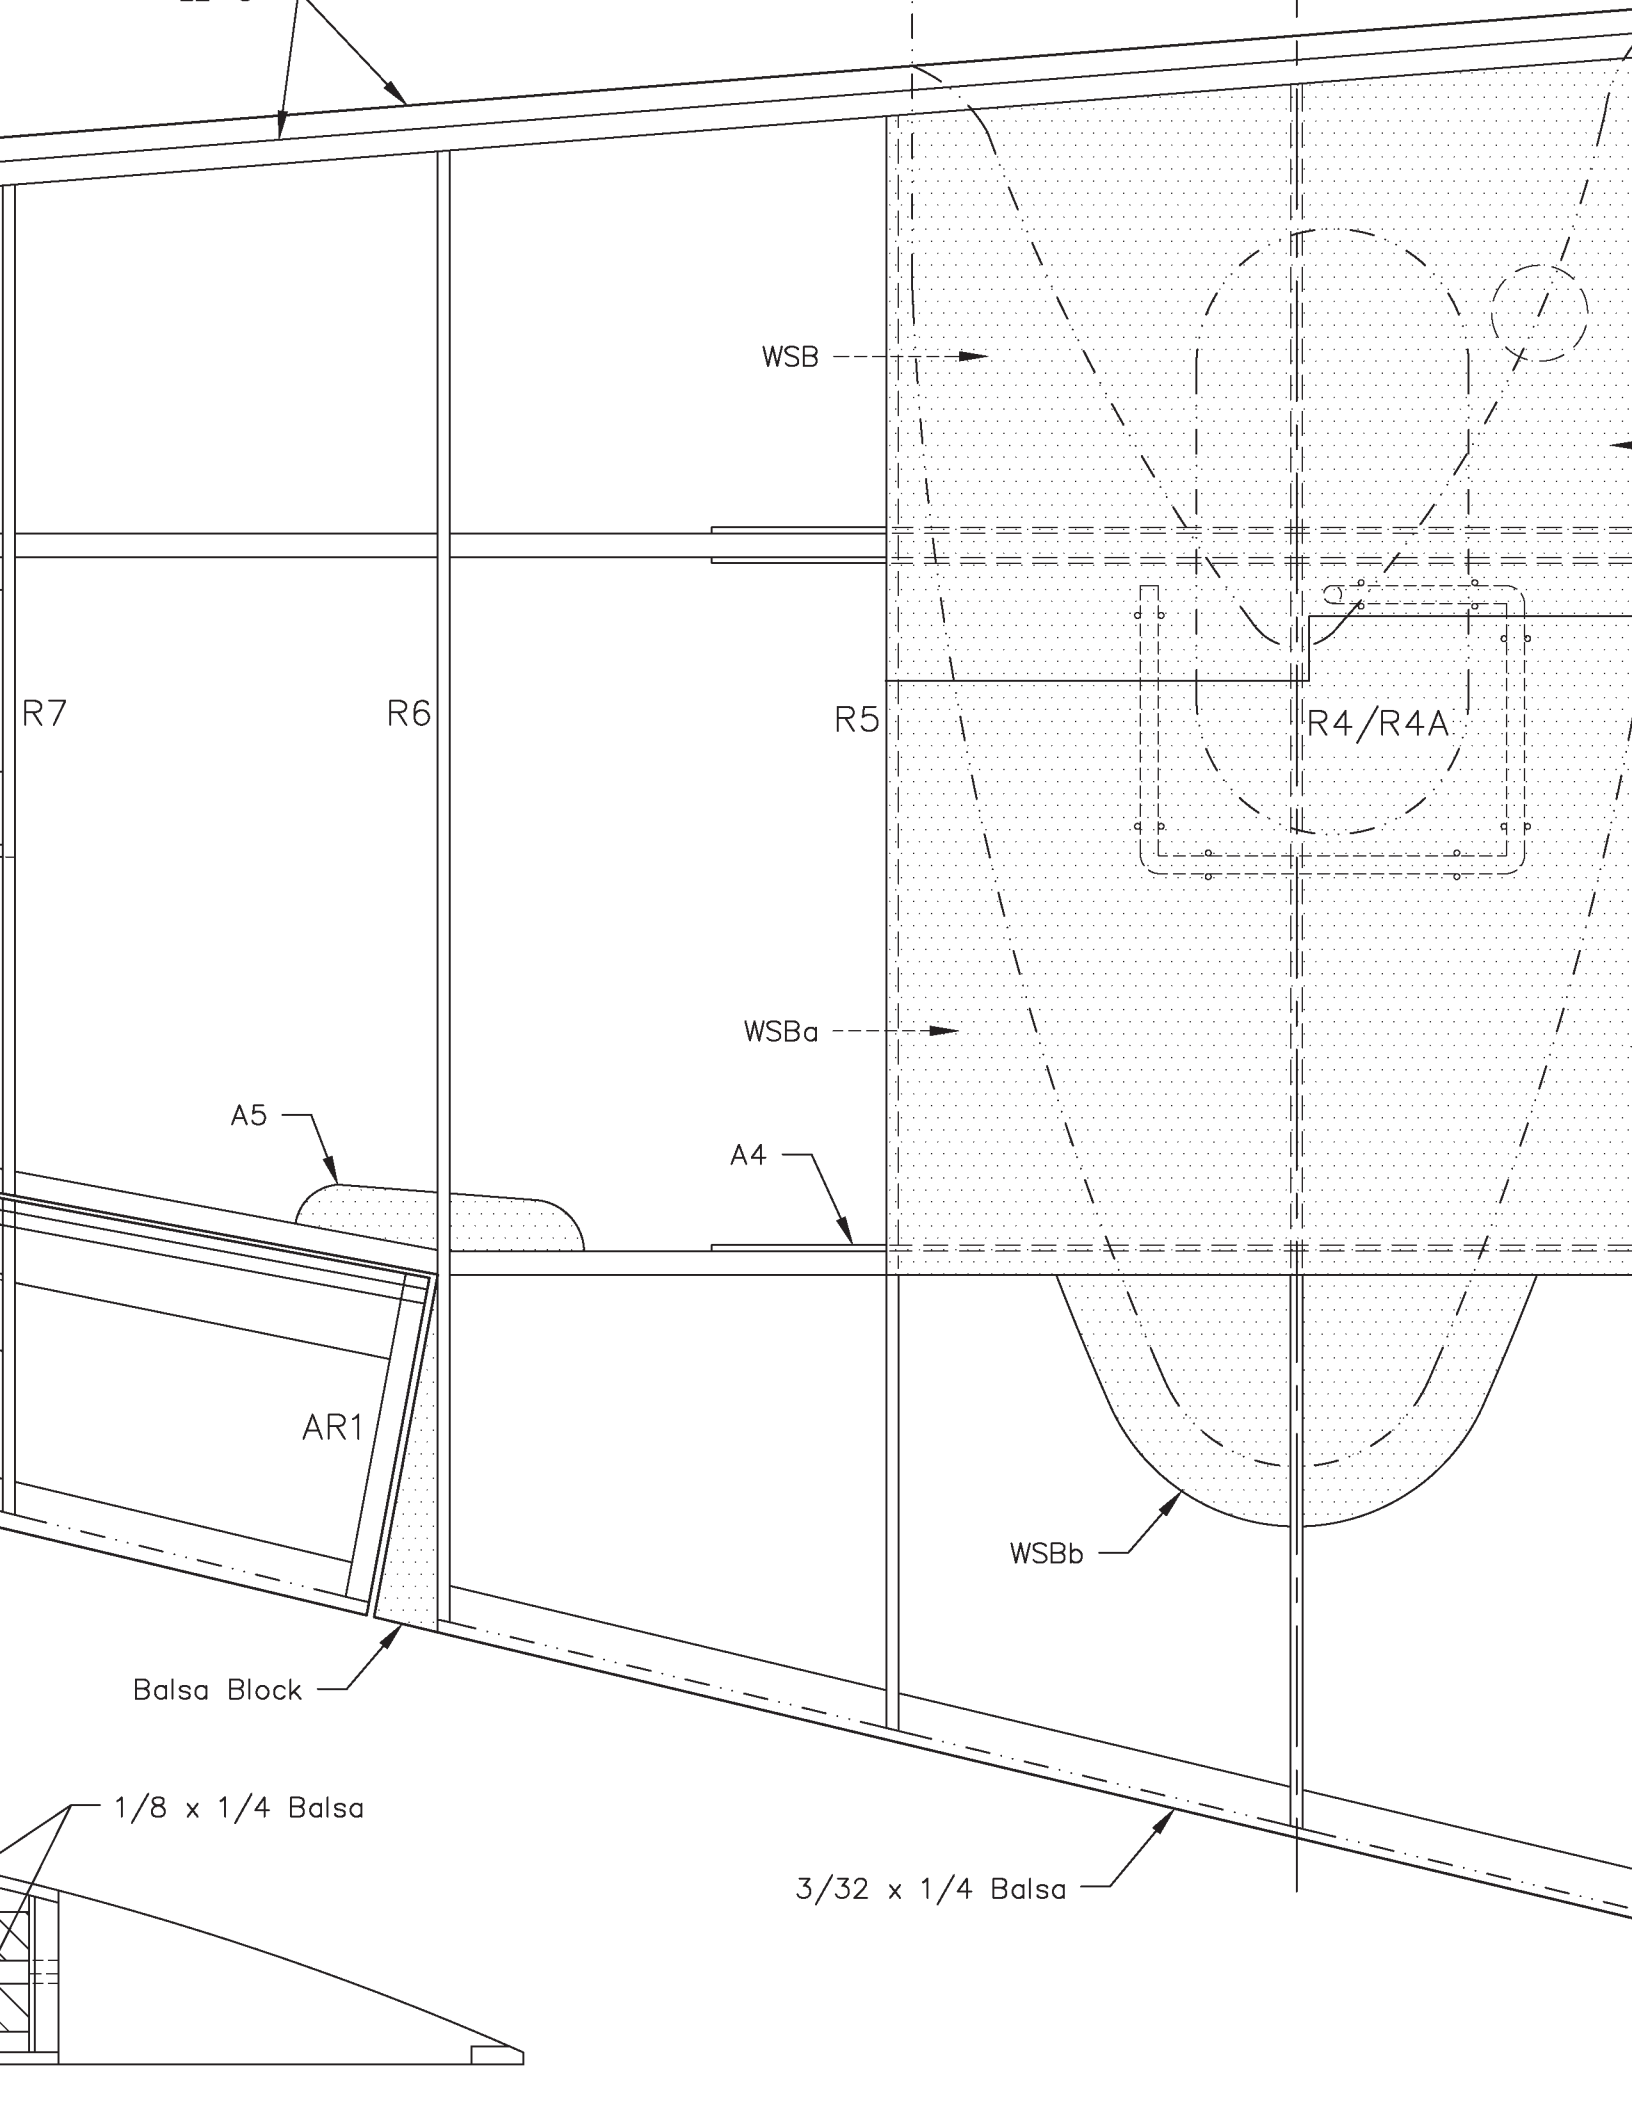 WSB
R7
R6
R5
R4/R4A
WSBa
A5
A4
AR1
WSBb
Balsa Block
1/8 x 1/4 Balsa
3/32 x 1/4 Balsa